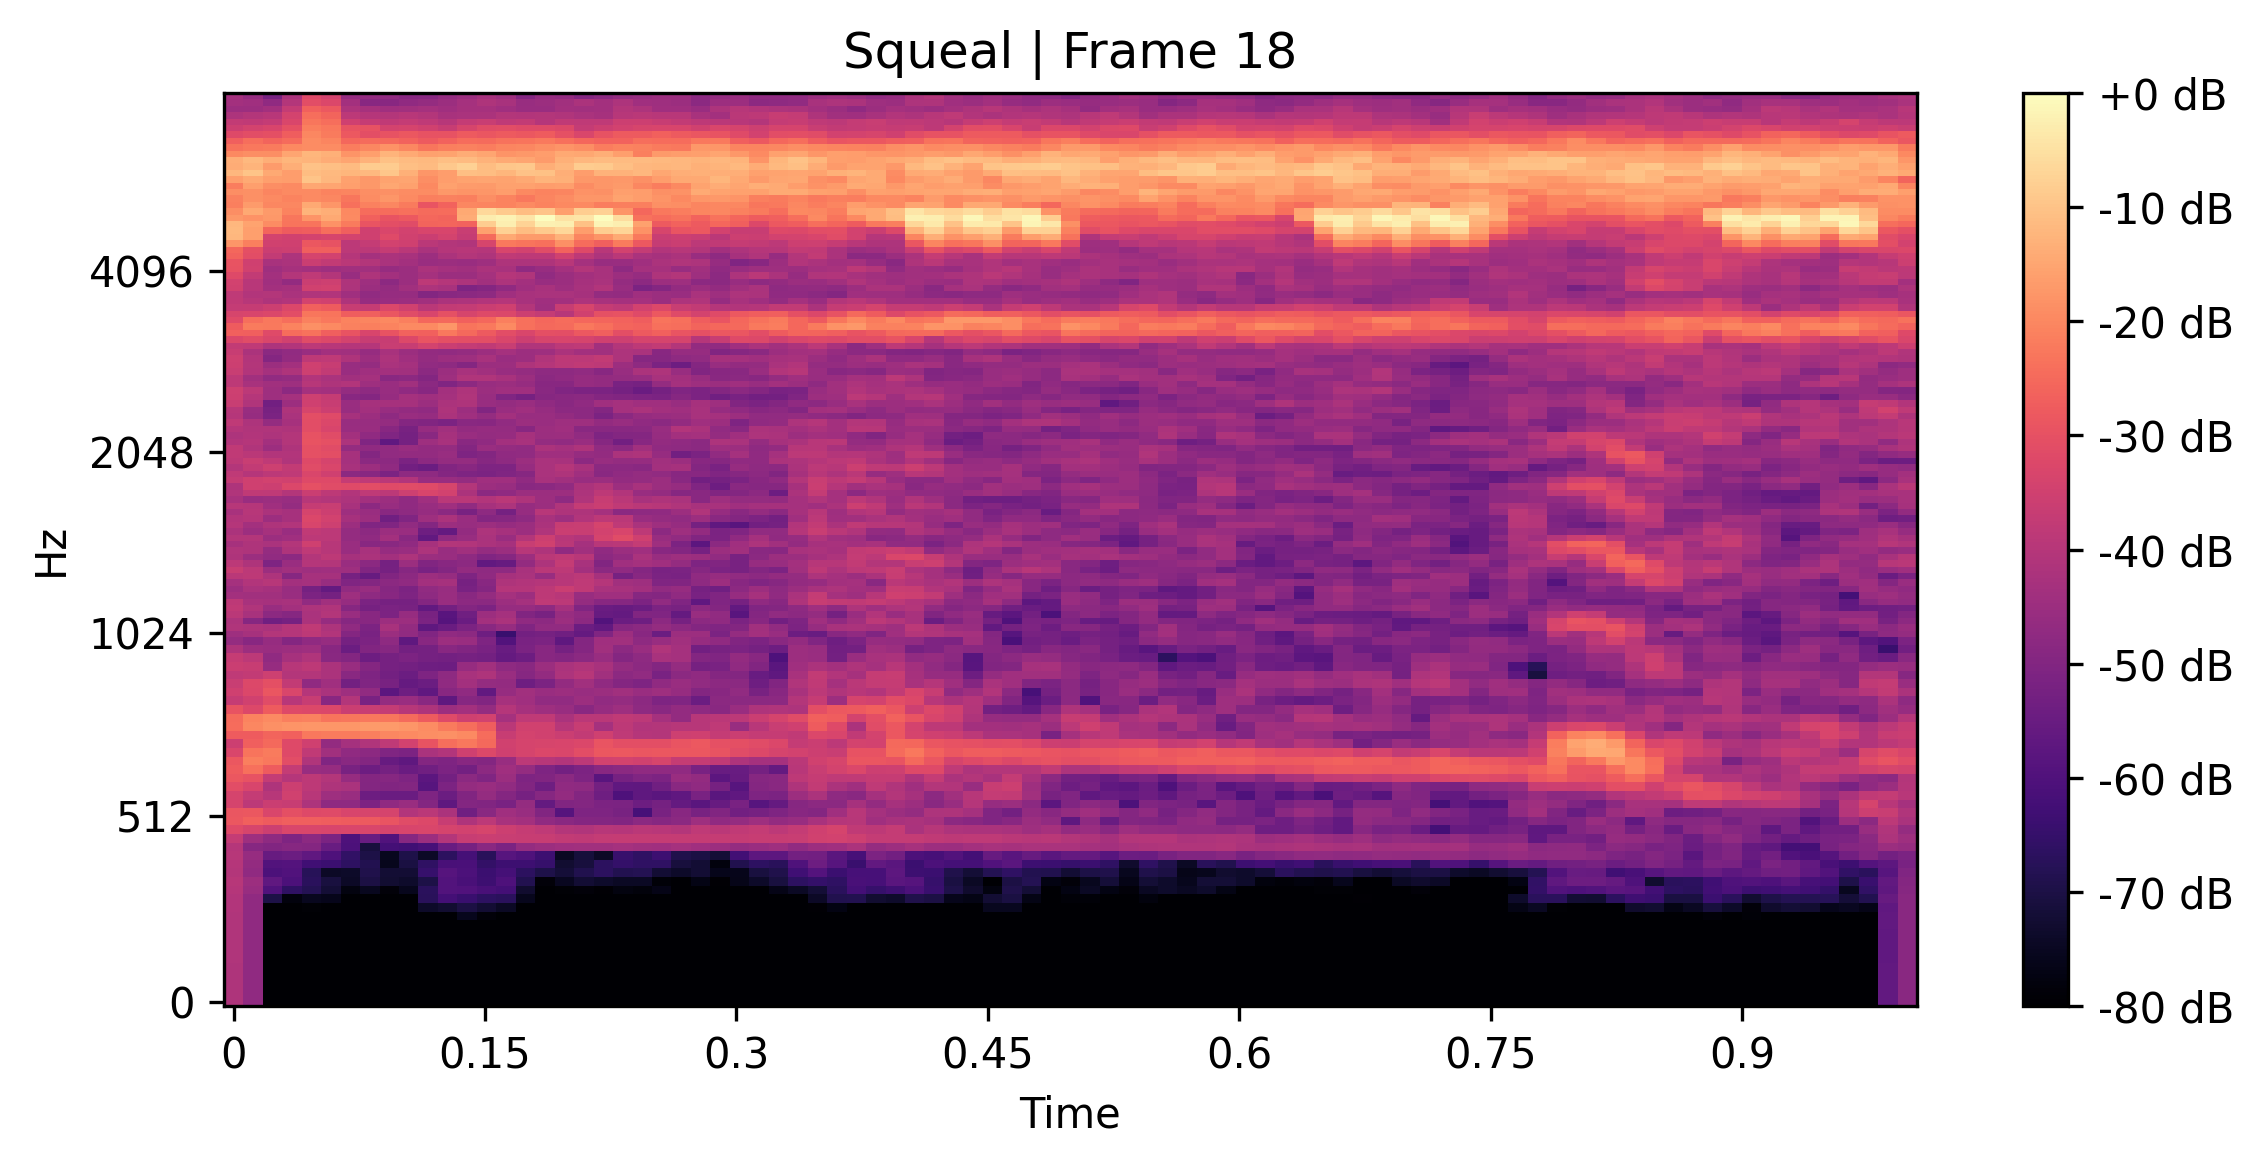 Squeal | Frame 18
+0 dB
-10 dB
4096
-20 dB
-30 dB
2048
-40 dB
Hz
1024
-50 dB
512
-60 dB
-70 dB
0
-80 dB
0 0.15 0.3 0.45 0.6 0.75 0.9
Time